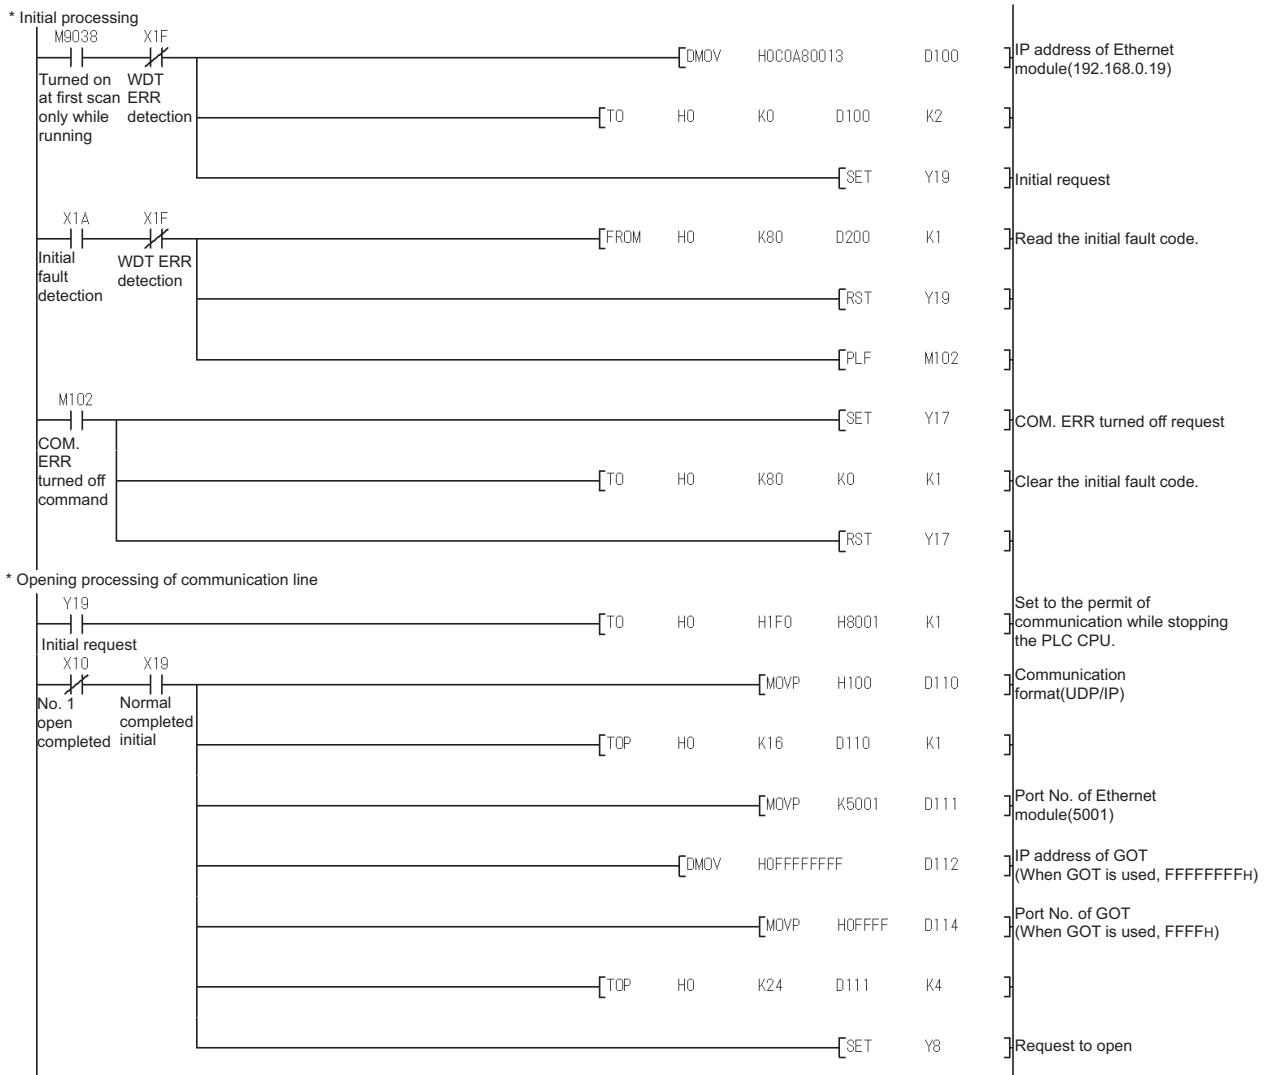 * Initial processing
M9038 X1F
[DMOV H0C0A80013 D100 ] IP address of Ethernet
module(192.168.0.19)
Turned on WDT
at first scan ERR
only while detection
running
[TO H0 K0 D100 K2 ]
[SET Y19 ] Initial request
X1A X1F
[FROM H0 K80 D200 K1 ] Read the initial fault code.
Initial WDT ERR
fault detection
detection
[RST Y19 ]
[PLF M102 ]
M102
[SET Y17 ] COM. ERR turned off request
COM.
ERR
turned off
command
[TO H0 K80 K0 K1 ] Clear the initial fault code.
[RST Y17 ]
* Opening processing of communication line
Y19
[TO H0 H1F0 H8001 K1 ] Set to the permit of
communication while stopping
the PLC CPU.
Initial request
X10 X19
[MOVP H100 D110 ] Communication
format(UDP/IP)
No. 1 Normal
open completed
completed initial
[TOP H0 K16 D110 K1 ]
[MOVP K5001 D111 ] Port No. of Ethernet
module(5001)
[DMOV H0FFFFFFFF D112 ] IP address of GOT
(When GOT is used, FFFFFFFFH)
[MOVP H0FFFF D114 ] Port No. of GOT
(When GOT is used, FFFFH)
[TOP H0 K24 D111 K4 ]
[SET Y8 ] Request to open